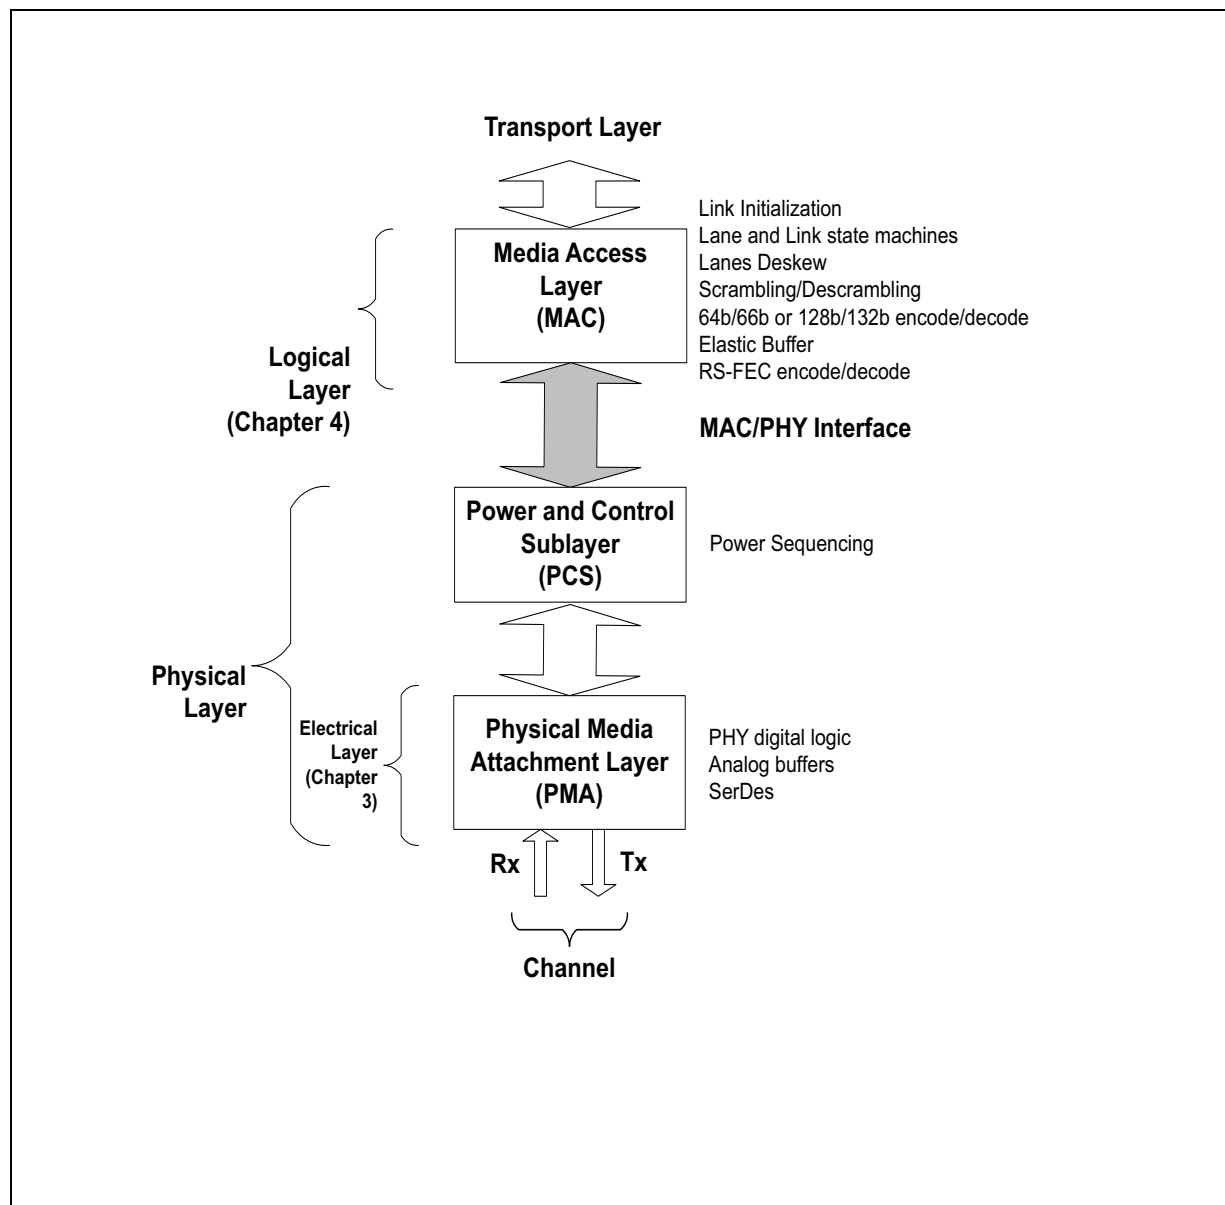 Transport Layer
Media Access
Layer
(MAC)
Link Initialization
Lane and Link state machines
Lanes Deskew
Scrambling/Descrambling
64b/66b or 128b/132b encode/decode
Elastic Buffer
RS-FEC encode/decode
Logical
Layer
(Chapter 4)
MAC/PHY Interface
Power and Control
Sublayer
(PCS)
Power Sequencing
Physical
Layer
Electrical
Layer
(Chapter
3)
Physical Media
Attachment Layer
(PMA)
PHY digital logic
Analog buffers
SerDes
Rx
Tx
Channel